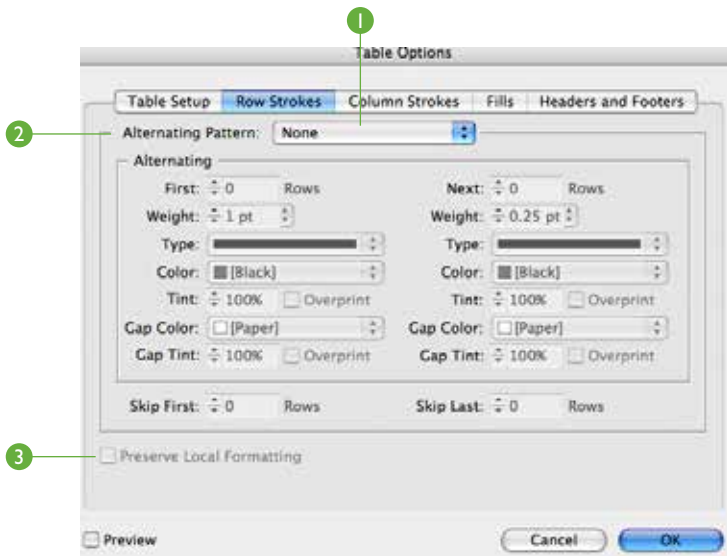 1
Table Options
Table Setup Row Strokes Column Strokes Fills Headers and Footers
2
Alternating Pattern: None
Alternating
First: 0 Rows Next: 0 Rows
Weight: 1 pt Weight: 0.25 pt
Type: Type:
Color: [Black] Color: [Black]
Tint: 100% Overprint Tint: 100% Overprint
Gap Color: [Paper] Gap Color: [Paper]
Gap Tint: 100% Overprint Gap Tint: 100% Overprint
Skip First: 0 Rows Skip Last: 0 Rows
3
Preserve Local Formatting
Preview Cancel OK